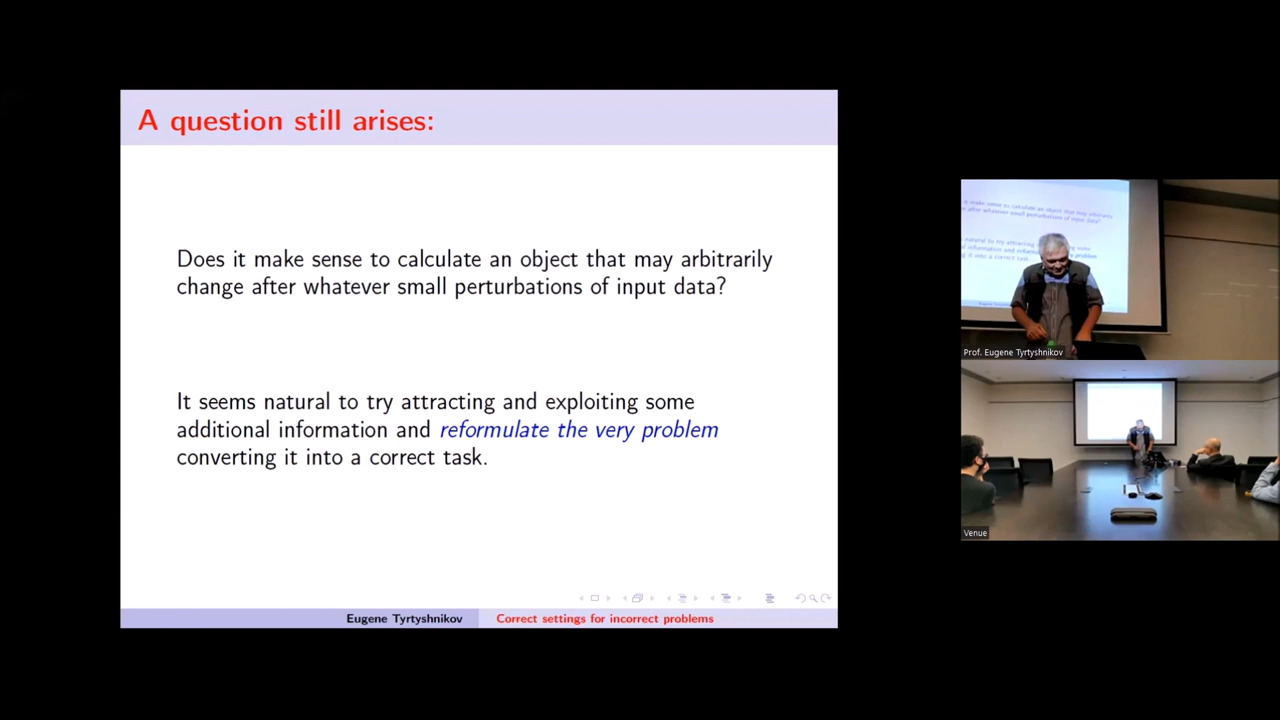 A question still arises:
Does it make sense to calculate an object that may arbitrarily
change after whatever small perturbations of input data?
It seems natural to try attracting and exploiting some
additional information and reformulate the very problem
converting it into a correct task.
Eugene Tyrtyshnikov
Correct settings for incorrect problems
Prof. Eugene Tyrtyshnikov
Venue